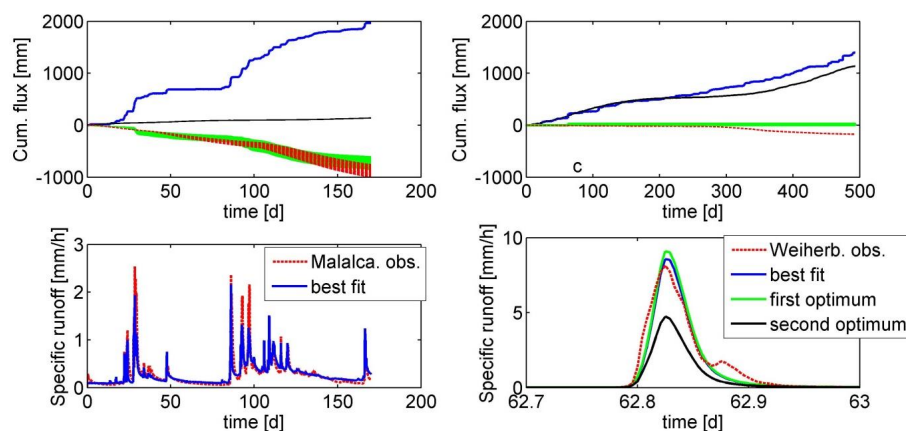 2000
1000
0
-1000
Cum. flux [mm]
0 50 100 150 200
time [d]
2000
1000
0
-1000
Cum. flux [mm]
c
0 100 200 300 400 500
time [d]
3
2
1
0
Specific runoff [mm/h]
Malalca. obs.
best fit
0 50 100 150 200
time [d]
10
5
0
Specific runoff [mm/h]
Weiherb. obs.
best fit
first optimum
second optimum
62.7 62.8 62.9 63
time [d]